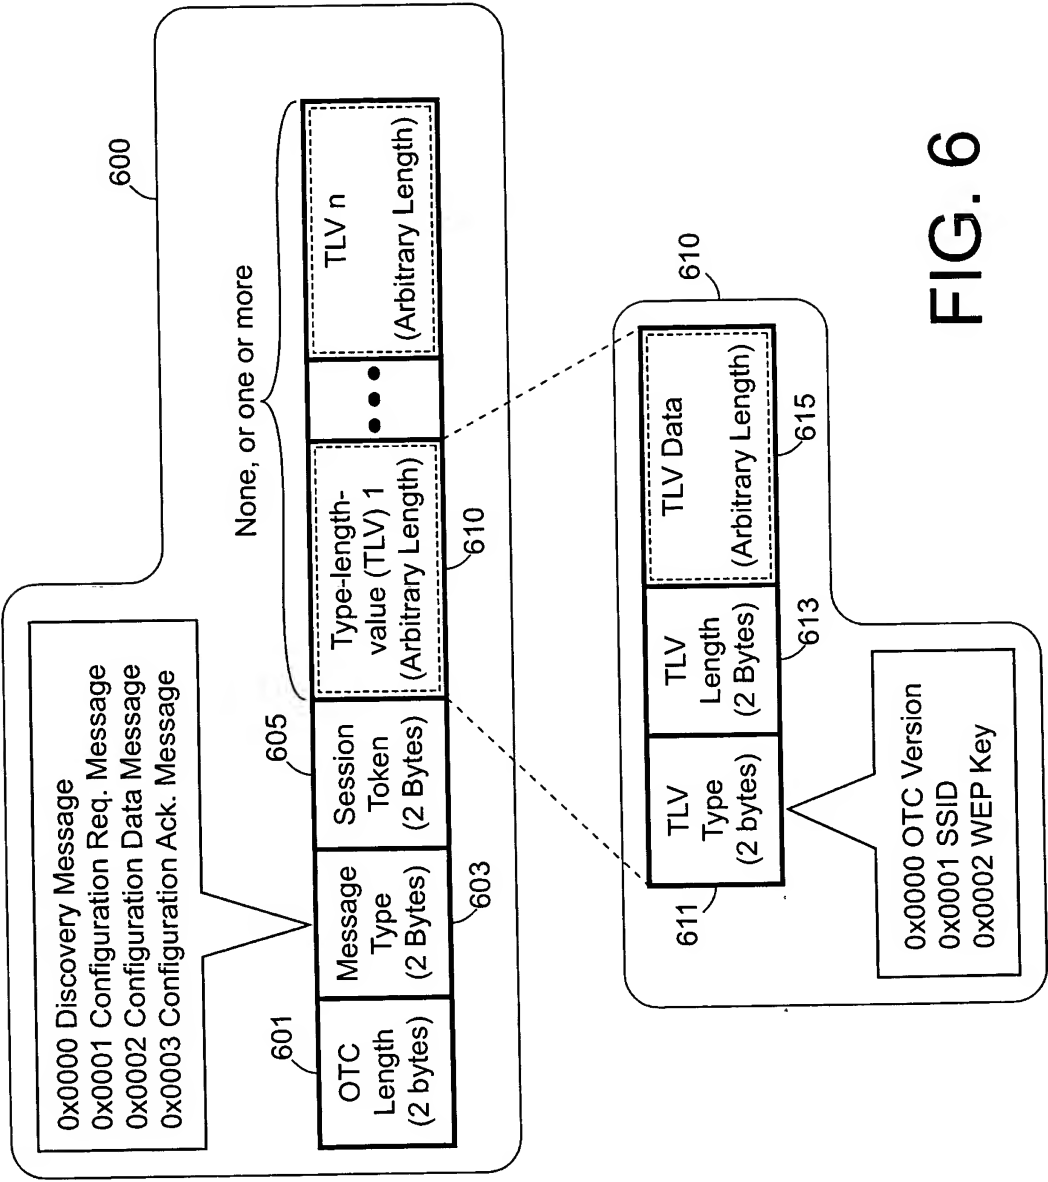 600
0x0000 Discovery Message
0x0001 Configuration Req. Message
0x0002 Configuration Data Message
0x0003 Configuration Ack. Message
None, or one or more
601
605
OTC
Length
(2 bytes)
Message
Type
(2 Bytes)
Session
Token
(2 Bytes)
Type-length-
value (TLV) 1
(Arbitrary Length)
TLV n
(Arbitrary Length)
603
610
610
TLV
Type
(2 bytes)
TLV
Length
(2 Bytes)
TLV Data
(Arbitrary Length)
611
613
615
0x0000 OTC Version
0x0001 SSID
0x0002 WEP Key
FIG. 6